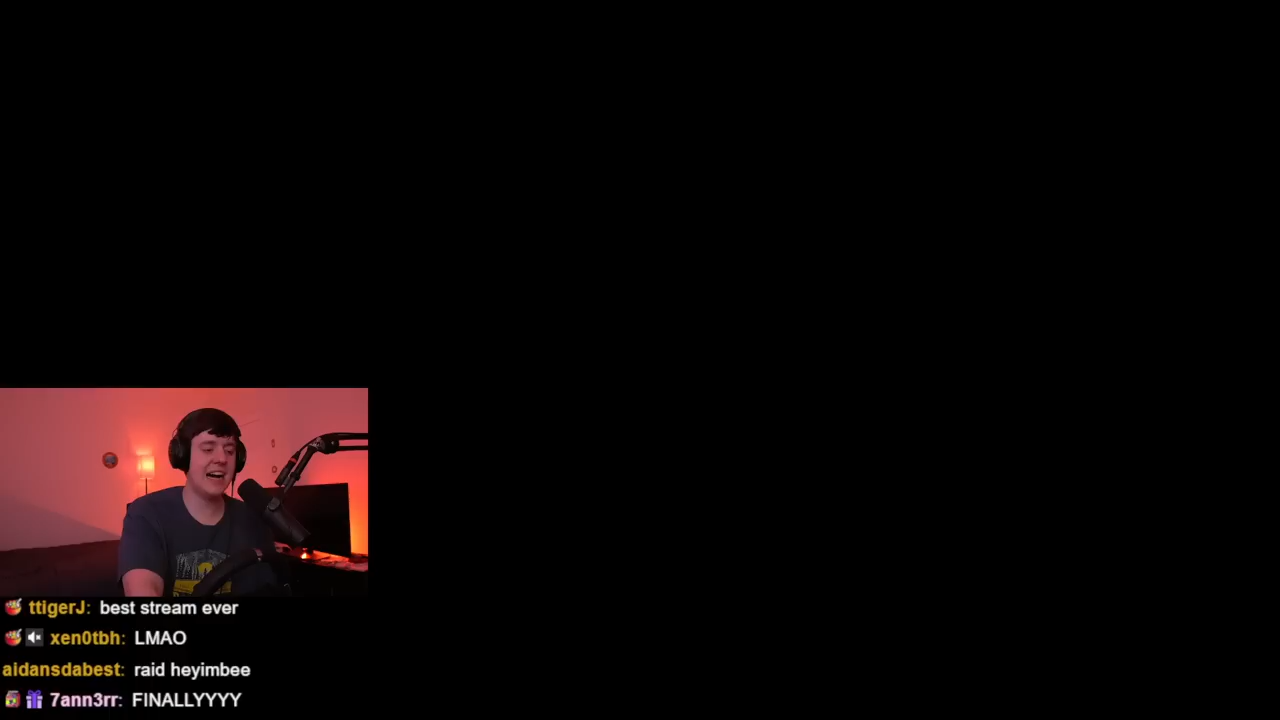 ttigerJ: best stream ever
xen0tbh: LMAO
aidansdabest: raid heyimbee
7ann3rr: FINALLYYYY